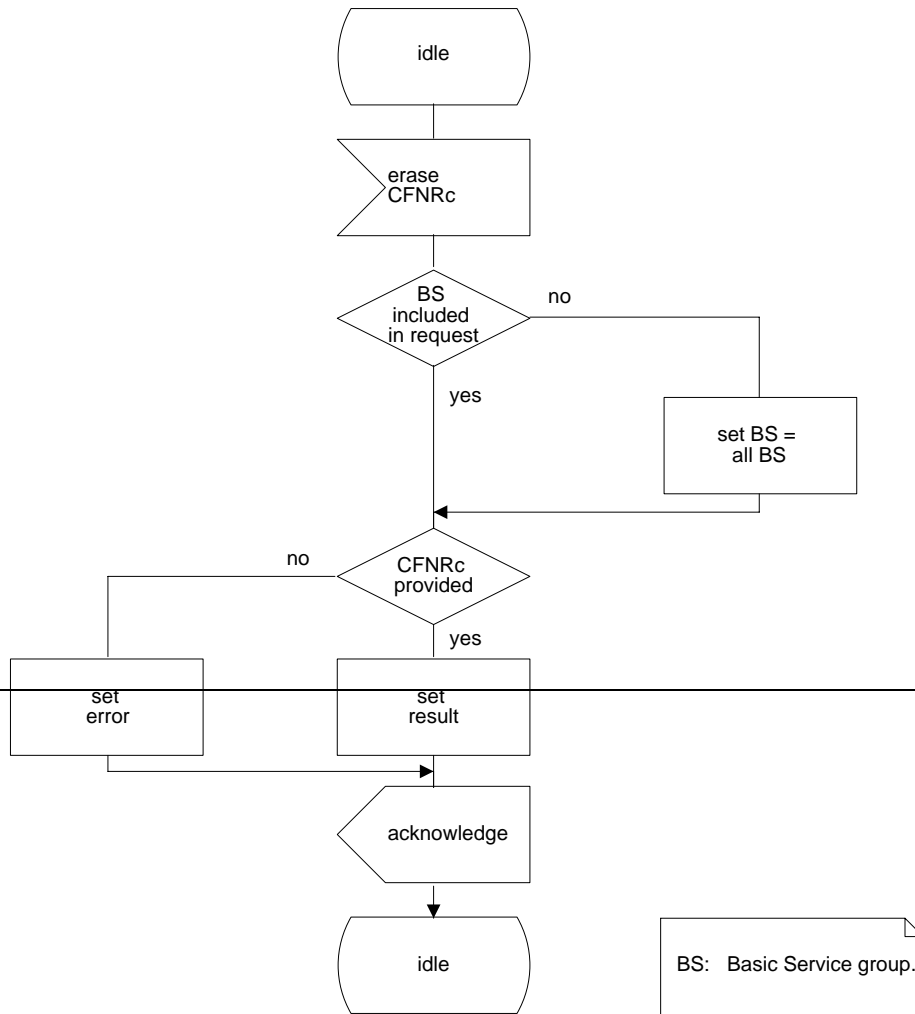 idle
erase
CFNRc
BS
included
in request
no
yes
set BS =
all BS
no
CFNRc
provided
yes
set
error
set
result
acknowledge
idle
BS: Basic Service group.